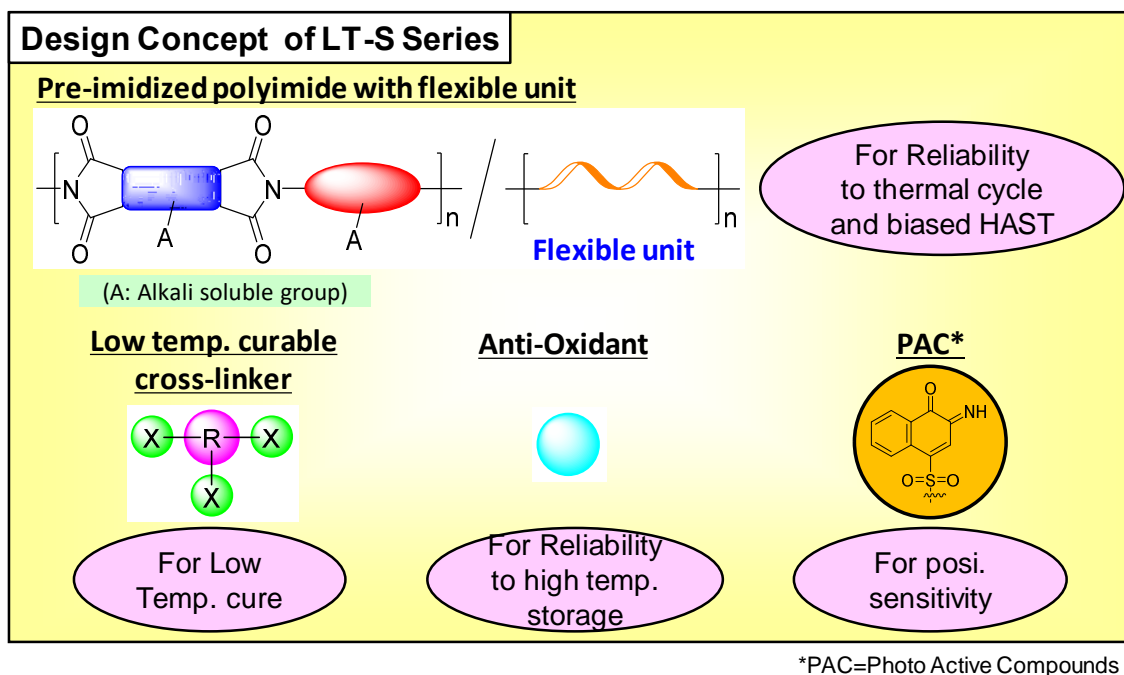 Design Concept of LT-S Series
Pre-imidized polyimide with flexible unit
O
O
N
N
O
O
A
A
n
n
Flexible unit
(A: Alkali soluble group)
For Reliability
to thermal cycle
and biased HAST
Low temp. curable
cross-linker
X R X
X
For Low
Temp. cure
Anti-Oxidant
For Reliability
to high temp.
storage
PAC*
O
NH
O=S=O
For posi.
sensitivity
*PAC=Photo Active Compounds